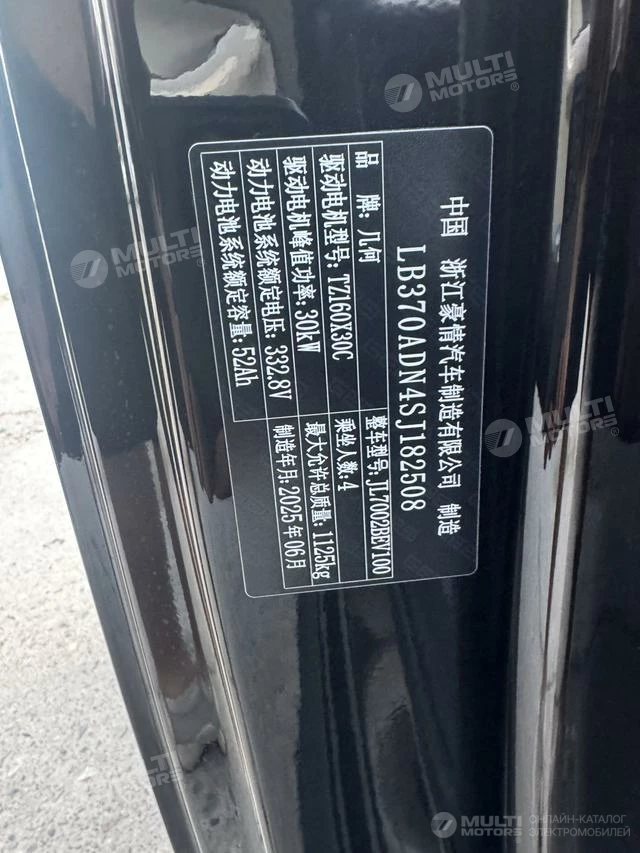 中国 浙江豪情汽车制造有限公司 制造
LB370ADN4SJ182508
品 牌: 几何 整车型号: JL7002BEV100
驱动电机型号: TZ160X30C 乘坐人数: 4
驱动电机峰值功率: 30kW 最大允许总质量: 1125kg
动力电池系统额定电压: 332.8V 制造年月: 2025年06月
动力电池系统额定容量: 52Ah
MULTI
MOTORS®
MULTI
MOTORS®
MULTI
MOTORS®
MULTI
MOTORS
MULTI
MOTORS®
ОНЛАЙН-КАТАЛОГ
ЭЛЕКТРОМОБИЛЕЙ